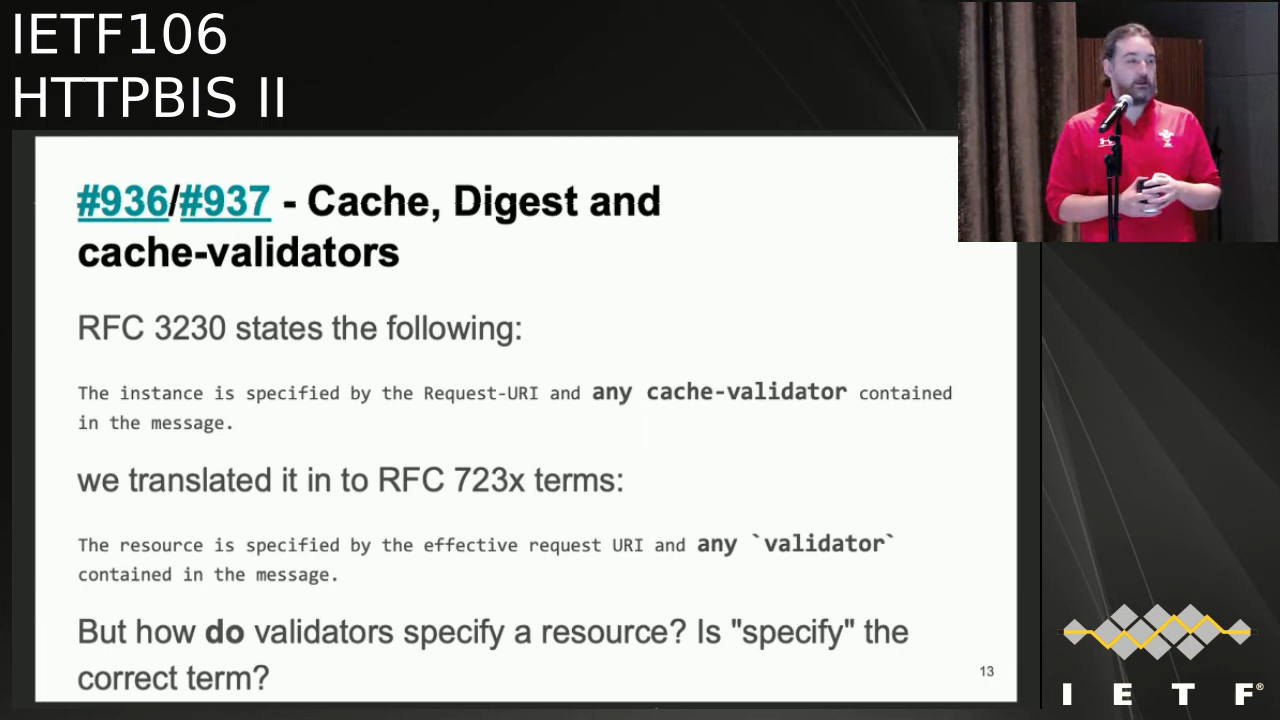 IETF106
HTTPBIS II
#936/#937 - Cache, Digest and
cache-validators
RFC 3230 states the following:
The instance is specified by the Request-URI and any cache-validator contained
in the message.
we translated it in to RFC 723x terms:
The resource is specified by the effective request URI and any `validator`
contained in the message.
But how do validators specify a resource? Is "specify" the
correct term?
13
I E T F®